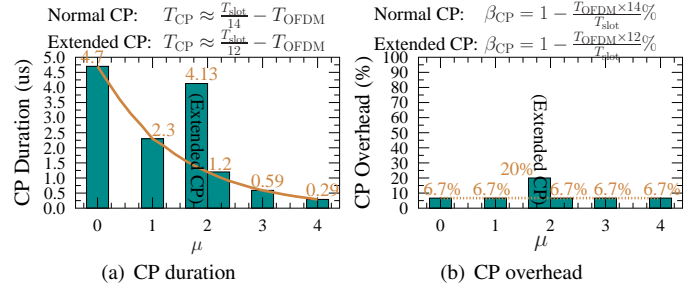 Normal CP: T_CP ≈ T_slot/14 − T_OFDM
Extended CP: T_CP ≈ T_slot/12 − T_OFDM
CP Duration (us)
5.0
4.5
4.0
3.5
3.0
2.5
2.0
1.5
1.0
0.5
0.0
4.7
2.3
4.13
(Extended CP)
1.2
0.59
0.29
0 1 2 3 4
μ
(a) CP duration
Normal CP: β_CP = 1 − T_OFDM×14/T_slot %
Extended CP: β_CP = 1 − T_OFDM×12/T_slot %
CP Overhead (%)
100
90
80
70
60
50
40
30
20
10
0
6.7% 6.7% 20% 6.7% 6.7% 6.7%
(Extended CP)
0 1 2 3 4
μ
(b) CP overhead